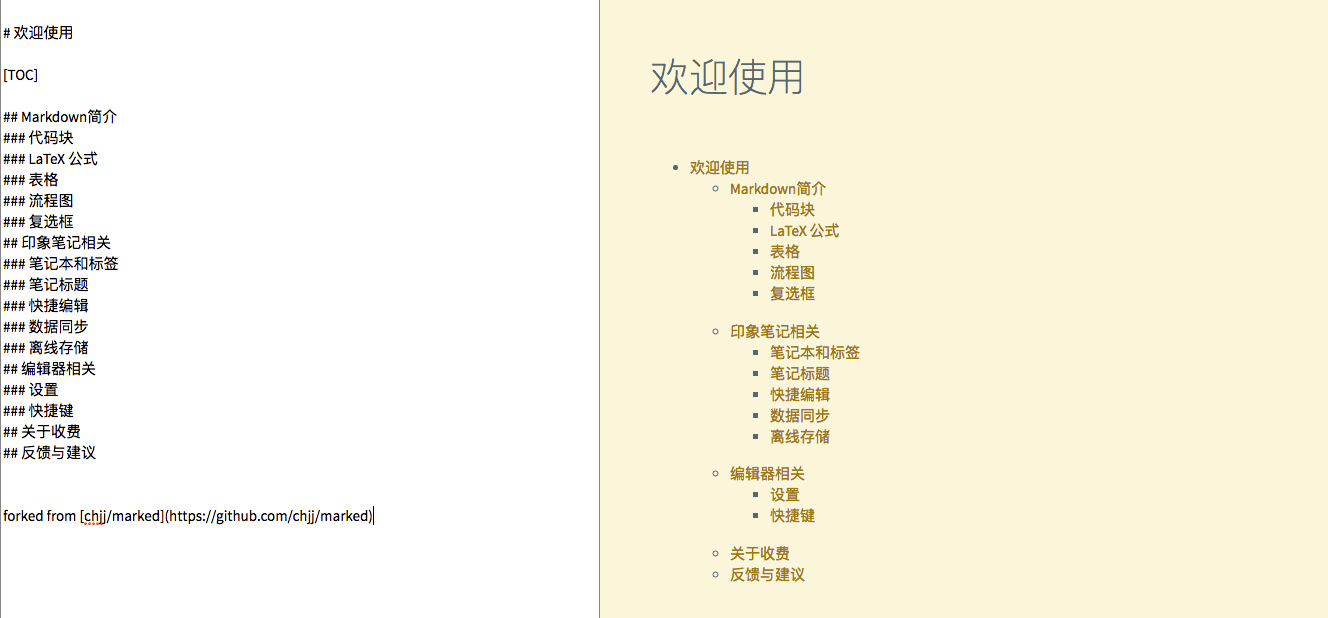 # 欢迎使用
[TOC]
## Markdown简介
### 代码块
### LaTeX 公式
### 表格
### 流程图
### 复选框
## 印象笔记相关
### 笔记本和标签
### 笔记标题
### 快捷编辑
### 数据同步
### 离线存储
## 编辑器相关
### 设置
### 快捷键
## 关于收费
## 反馈与建议
forked from [chjj/marked](https://github.com/chjj/marked)
欢迎使用
欢迎使用
Markdown简介
代码块
LaTeX 公式
表格
流程图
复选框
印象笔记相关
笔记本和标签
笔记标题
快捷编辑
数据同步
离线存储
编辑器相关
设置
快捷键
关于收费
反馈与建议